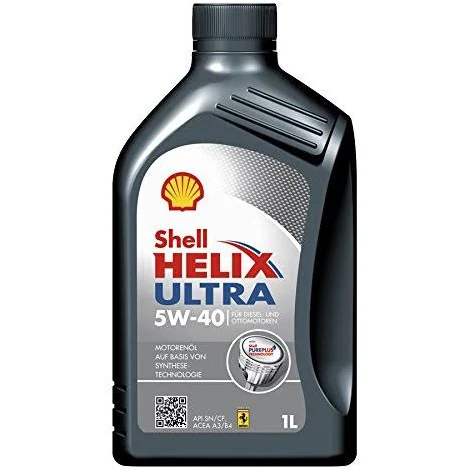 Shell
HELIX
ULTRA
5W-40
FÜR DIESEL- UND
OTTOMOTOREN
MOTORENÖL
AUF BASIS VON
SYNTHESE-
TECHNOLOGIE
Shell
PUREPLUS
TECHNOLOGY
API SN/CF,
ACEA A3/B4
1L